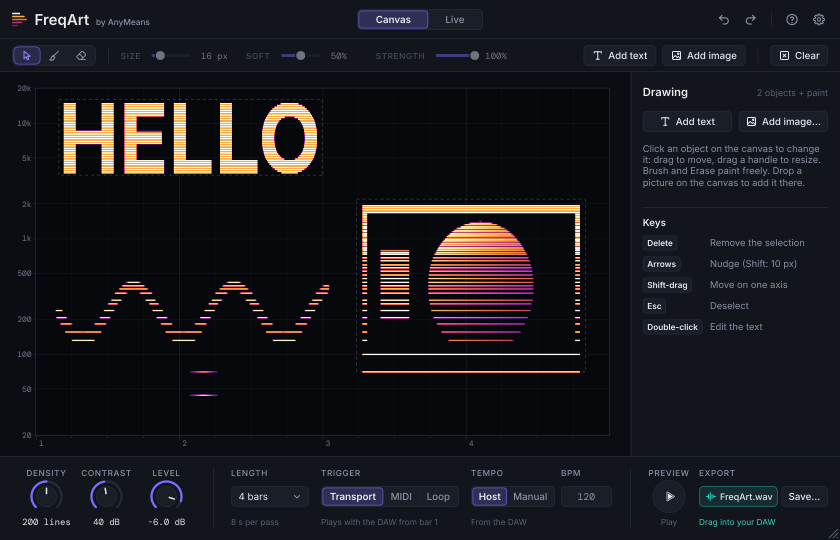 FreqArt by AnyMeans
Canvas Live
SIZE 16 px SOFT 50% STRENGTH 100%
Add text Add image Clear
20k
10k
5k
2k
1k
500
200
100
50
20
1 2 3 4
HELLO
Drawing 2 objects + paint
Add text Add image...
Click an object on the canvas to change
it: drag to move, drag a handle to resize.
Brush and Erase paint freely. Drop a
picture on the canvas to add it there.
Keys
Delete Remove the selection
Arrows Nudge (Shift: 10 px)
Shift-drag Move on one axis
Esc Deselect
Double-click Edit the text
DENSITY CONTRAST LEVEL LENGTH TRIGGER TEMPO BPM PREVIEW EXPORT
4 bars Transport MIDI Loop Host Manual 120 FreqArt.wav Save...
200 lines 40 dB -6.0 dB 8 s per pass Plays with the DAW from bar 1 From the DAW Play Drag into your DAW